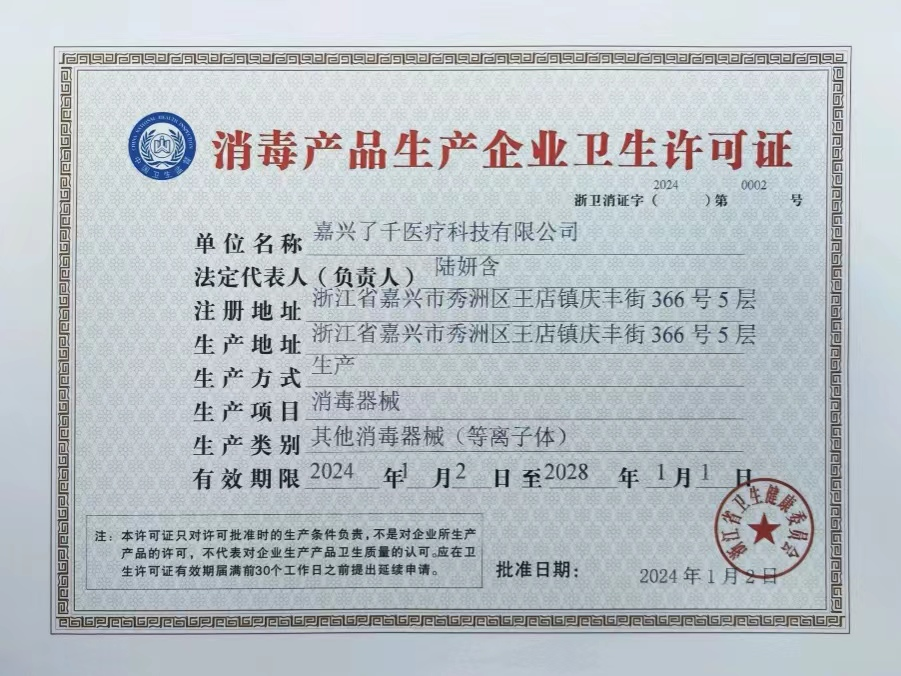 消毒产品生产企业卫生许可证
浙卫消证字(2024)第0002号
单位名称 嘉兴了千医疗科技有限公司
法定代表人(负责人) 陆妍含
注册地址 浙江省嘉兴市秀洲区王店镇庆丰街 366 号 5 层
生产地址 浙江省嘉兴市秀洲区王店镇庆丰街 366 号 5 层
生产方式 生产
生产项目 消毒器械
生产类别 其他消毒器械(等离子体)
有效期限 2024 年 1 月 2 日 至 2028 年 1 月 1 日
注:本许可证只对许可批准时的生产条件负责,不是对企业所生产
产品的许可,不代表对企业生产产品卫生质量的认可。应在卫
生许可证有效期届满前30个工作日之前提出延续申请。
批准日期: 2024 年 1 月 2 日
浙江省卫生健康委员会